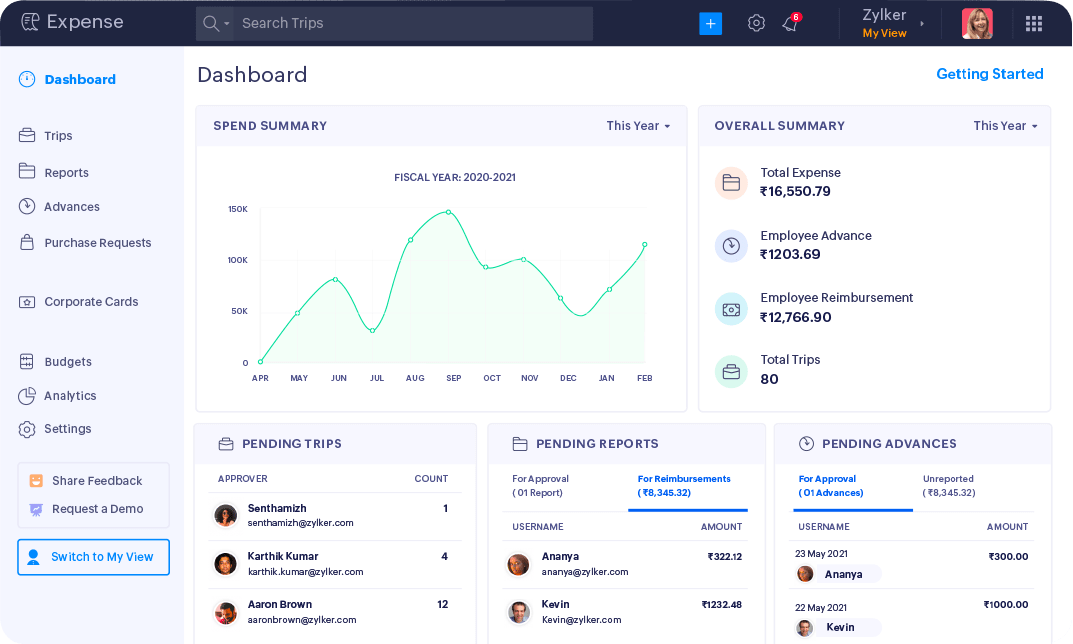 Expense
Search Trips
+
6
Zylker
My View
Dashboard
Trips
Reports
Advances
Purchase Requests
Corporate Cards
Budgets
Analytics
Settings
Share Feedback
Request a Demo
Switch to My View
Dashboard
Getting Started
SPEND SUMMARY
This Year
FISCAL YEAR: 2020-2021
150K
100K
50K
0
APR MAY JUN JUL AUG SEP OCT NOV DEC JAN FEB
OVERALL SUMMARY
This Year
Total Expense
₹16,550.79
Employee Advance
₹1203.69
Employee Reimbursement
₹12,766.90
Total Trips
80
PENDING TRIPS
APPROVER COUNT
Senthamizh 1
senthamizh@zylker.com
Karthik Kumar 4
karthik.kumar@zylker.com
Aaron Brown 12
aaronbrown@zylker.com
PENDING REPORTS
For Approval
( 01 Report)
For Reimbursements
( ₹8,345.32)
USERNAME AMOUNT
Ananya ₹322.12
ananya@zylker.com
Kevin ₹1232.48
Kevin@zylker.com
PENDING ADVANCES
For Approval
( 01 Advances)
Unreported
( ₹8,345.32)
USERNAME AMOUNT
23 May 2021 ₹300.00
Ananya
22 May 2021 ₹1000.00
Kevin